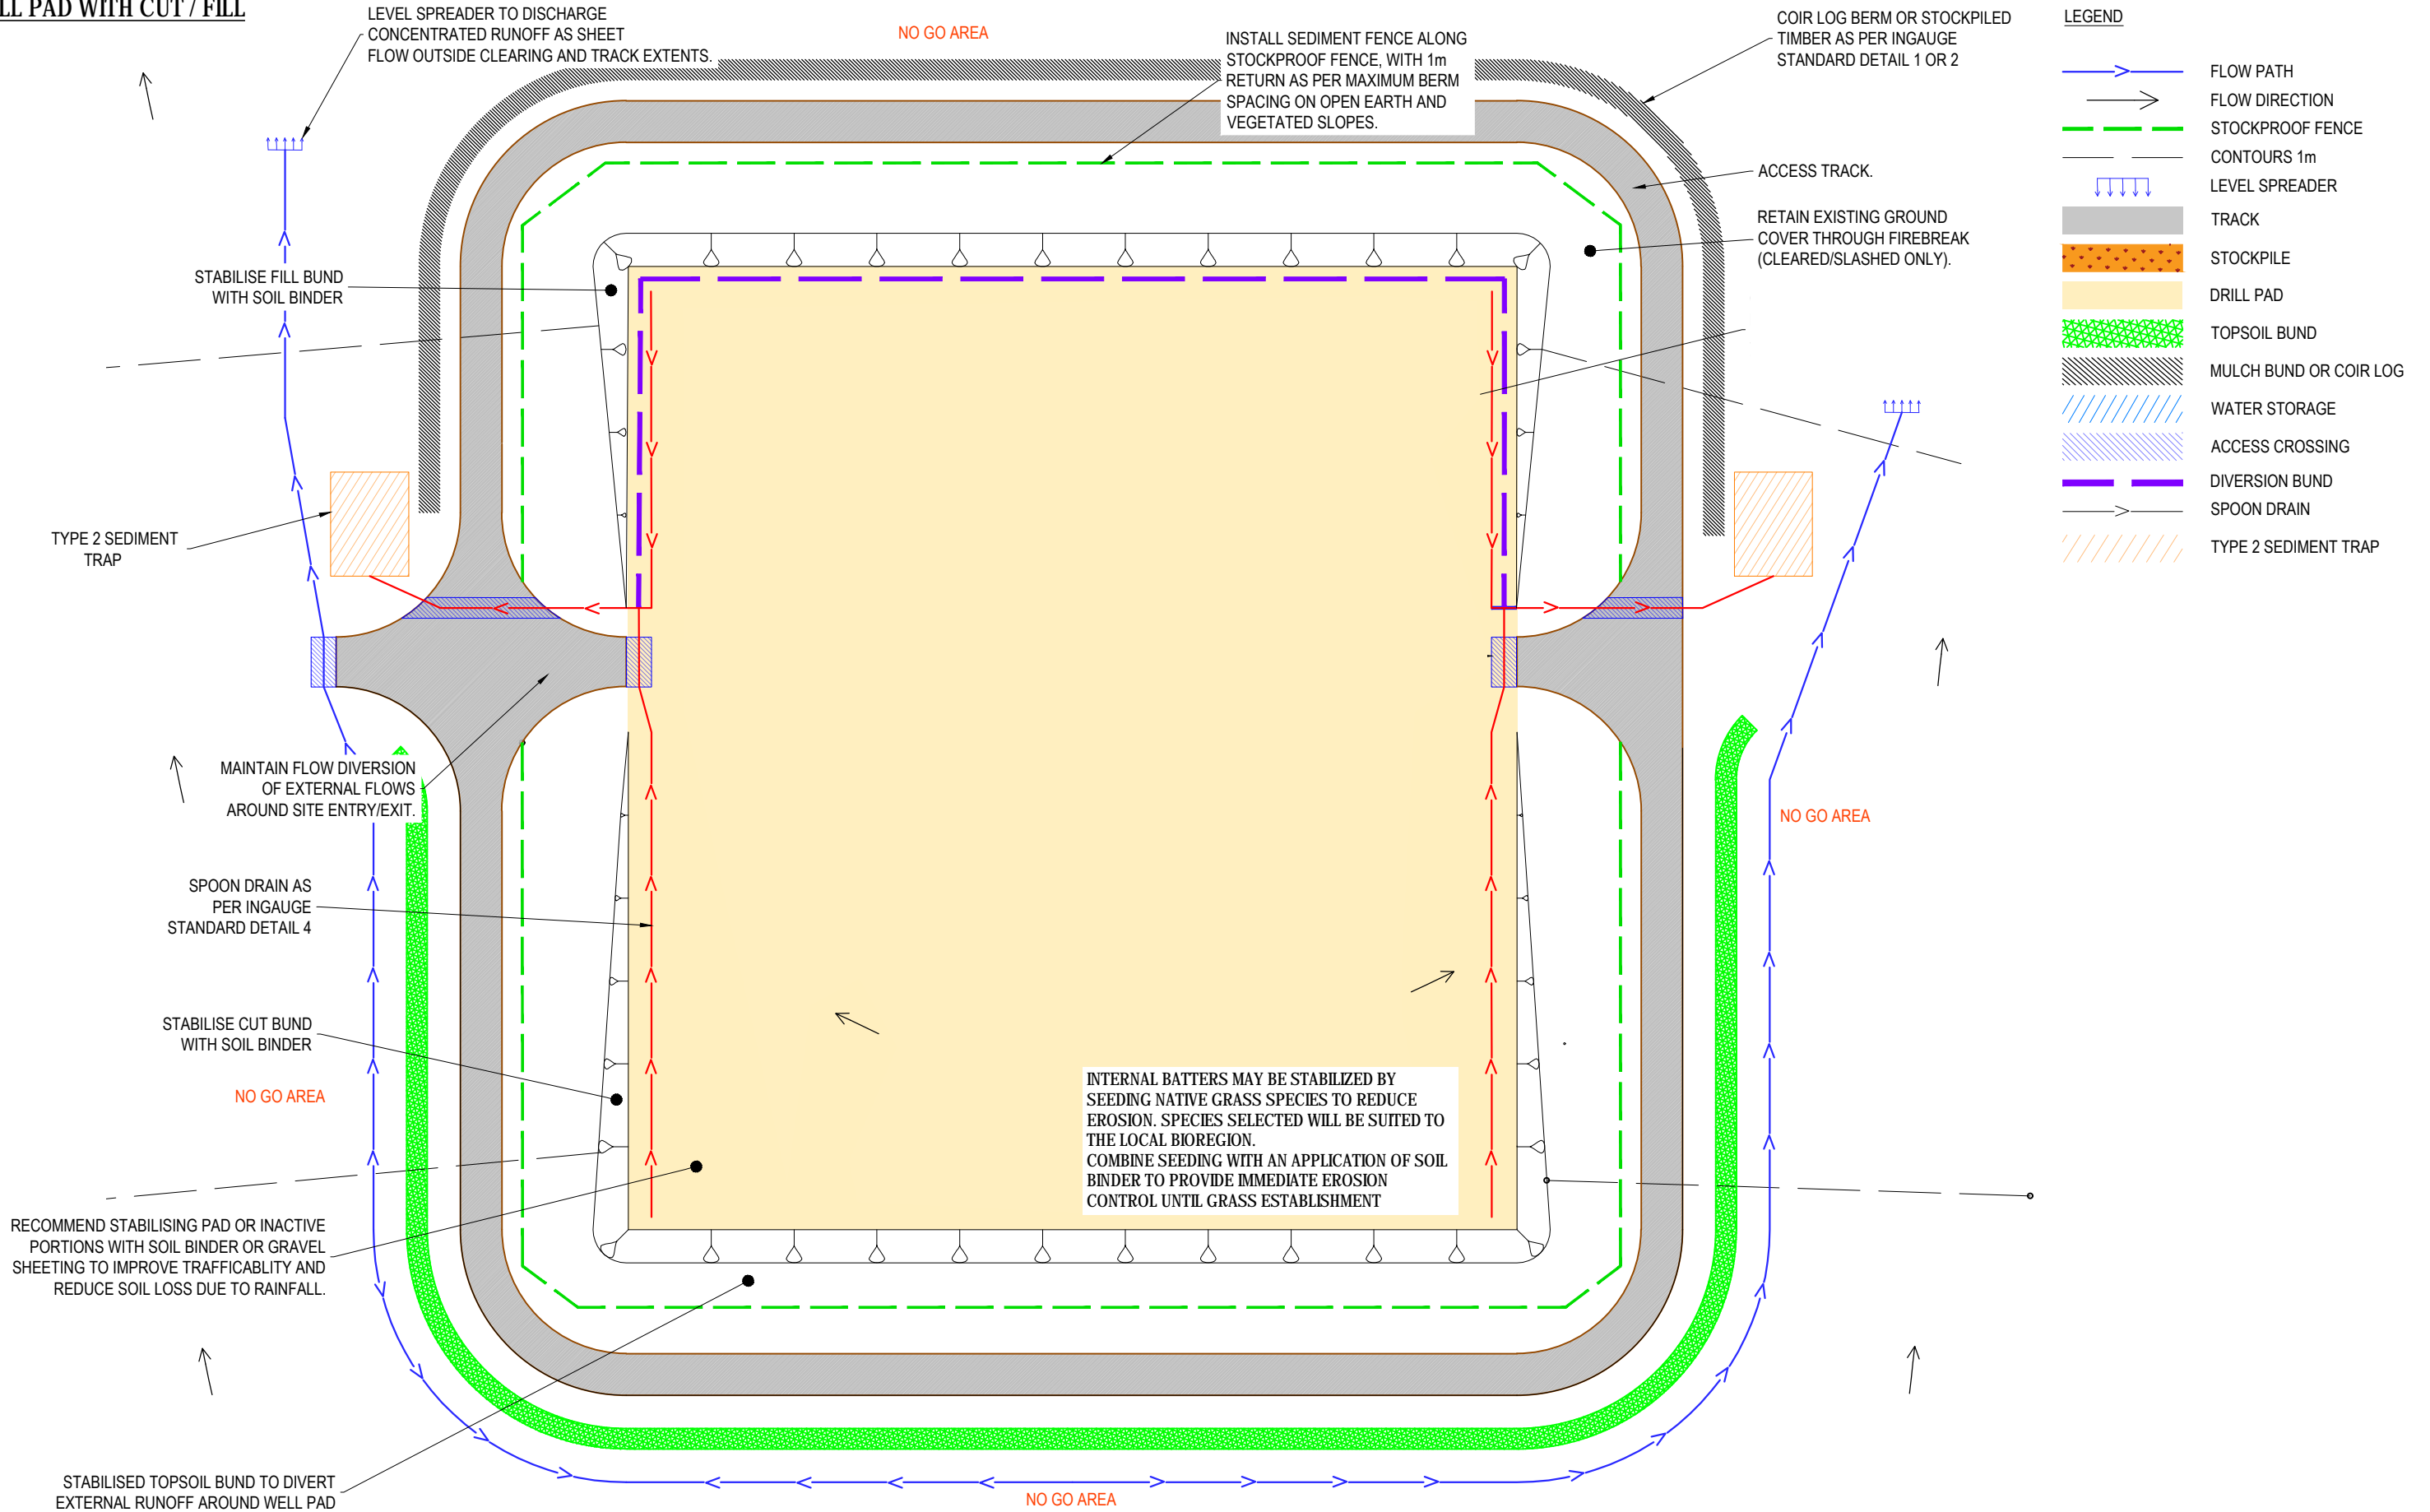 LL PAD WITH CUT / FILL
LEVEL SPREADER TO DISCHARGE
CONCENTRATED RUNOFF AS SHEET
FLOW OUTSIDE CLEARING AND TRACK EXTENTS.
NO GO AREA
INSTALL SEDIMENT FENCE ALONG
STOCKPROOF FENCE, WITH 1m
RETURN AS PER MAXIMUM BERM
SPACING ON OPEN EARTH AND
VEGETATED SLOPES.
COIR LOG BERM OR STOCKPILED
TIMBER AS PER INGAUGE
STANDARD DETAIL 1 OR 2
ACCESS TRACK.
RETAIN EXISTING GROUND
COVER THROUGH FIREBREAK
(CLEARED/SLASHED ONLY).
STABILISE FILL BUND
WITH SOIL BINDER
TYPE 2 SEDIMENT
TRAP
MAINTAIN FLOW DIVERSION
OF EXTERNAL FLOWS
AROUND SITE ENTRY/EXIT.
NO GO AREA
SPOON DRAIN AS
PER INGAUGE
STANDARD DETAIL 4
STABILISE CUT BUND
WITH SOIL BINDER
NO GO AREA
INTERNAL BATTERS MAY BE STABILIZED BY
SEEDING NATIVE GRASS SPECIES TO REDUCE
EROSION. SPECIES SELECTED WILL BE SUITED TO
THE LOCAL BIOREGION.
COMBINE SEEDING WITH AN APPLICATION OF SOIL
BINDER TO PROVIDE IMMEDIATE EROSION
CONTROL UNTIL GRASS ESTABLISHMENT
RECOMMEND STABILISING PAD OR INACTIVE
PORTIONS WITH SOIL BINDER OR GRAVEL
SHEETING TO IMPROVE TRAFFICABLITY AND
REDUCE SOIL LOSS DUE TO RAINFALL.
STABILISED TOPSOIL BUND TO DIVERT
EXTERNAL RUNOFF AROUND WELL PAD
NO GO AREA
LEGEND
FLOW PATH
FLOW DIRECTION
STOCKPROOF FENCE
CONTOURS 1m
LEVEL SPREADER
TRACK
STOCKPILE
DRILL PAD
TOPSOIL BUND
MULCH BUND OR COIR LOG
WATER STORAGE
ACCESS CROSSING
DIVERSION BUND
SPOON DRAIN
TYPE 2 SEDIMENT TRAP